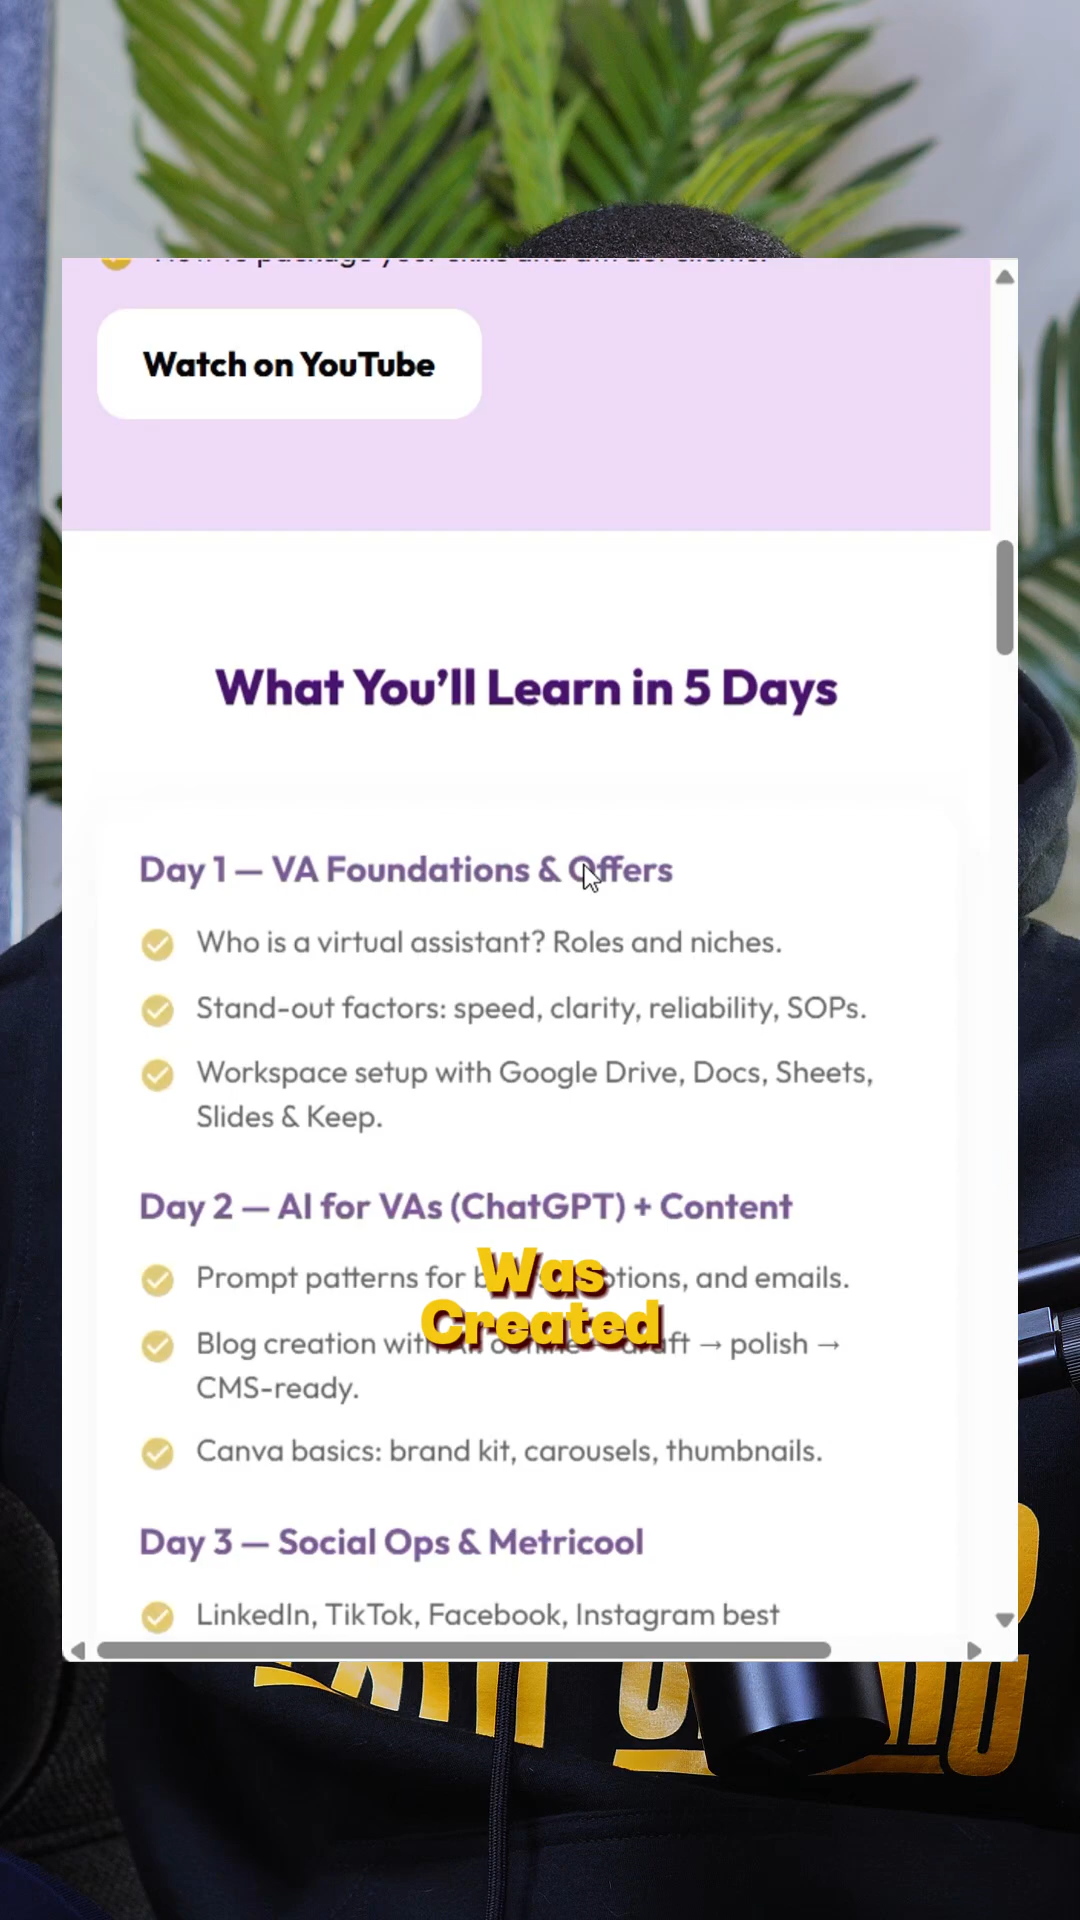 Watch on YouTube
What You’ll Learn in 5 Days
Day 1 — VA Foundations & Offers
Who is a virtual assistant? Roles and niches.
Stand-out factors: speed, clarity, reliability, SOPs.
Workspace setup with Google Drive, Docs, Sheets,
Slides & Keep.
Day 2 — AI for VAs (ChatGPT) + Content
Prompt patterns for and emails.
Was
Created
Blog creation → polish →
CMS-ready.
Canva basics: brand kit, carousels, thumbnails.
Day 3 — Social Ops & Metricool
LinkedIn, TikTok, Facebook, Instagram best